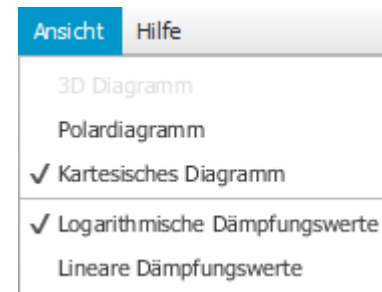 Ansicht Hilfe
3D Diagramm
Polardiagramm
✓ Kartesisches Diagramm
✓ Logarithmische Dämpfungswerte
Lineare Dämpfungswerte